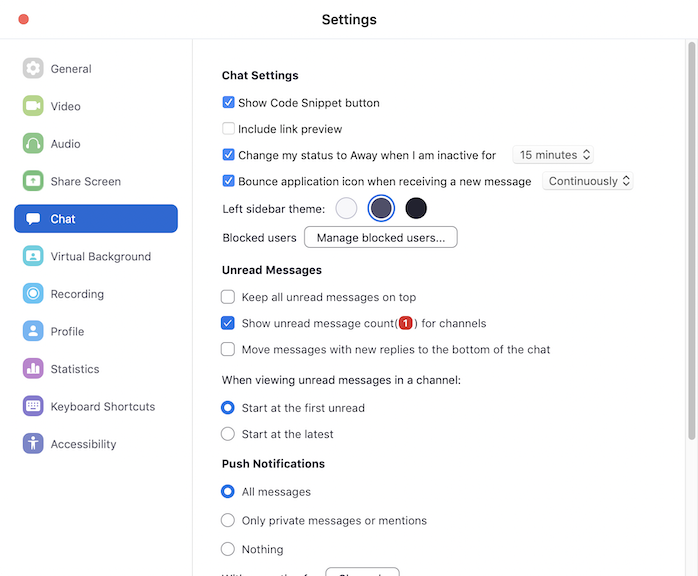 Settings
General
Video
Audio
Share Screen
Chat
Virtual Background
Recording
Profile
Statistics
Keyboard Shortcuts
Accessibility
Chat Settings
Show Code Snippet button
Include link preview
Change my status to Away when I am inactive for 15 minutes
Bounce application icon when receiving a new message Continuously
Left sidebar theme:
Blocked users Manage blocked users...
Unread Messages
Keep all unread messages on top
Show unread message count(1) for channels
Move messages with new replies to the bottom of the chat
When viewing unread messages in a channel:
Start at the first unread
Start at the latest
Push Notifications
All messages
Only private messages or mentions
Nothing